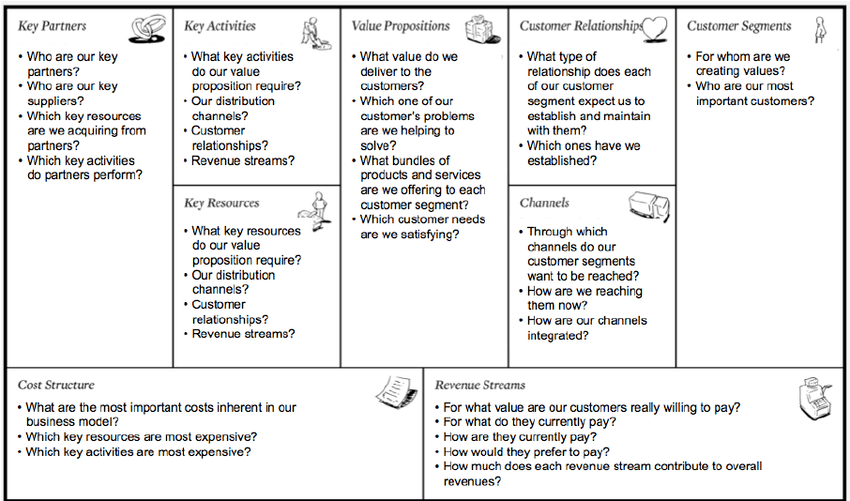 Key Partners
• Who are our key
partners?
• Who are our key
suppliers?
• Which key resources
are we acquiring from
partners?
• Which key activities
do partners perform?
Key Activities
• What key activities
do our value
proposition require?
• Our distribution
channels?
• Customer
relationships?
• Revenue streams?
Key Resources
• What key resources
do our value
proposition require?
• Our distribution
channels?
• Customer
relationships?
• Revenue streams?
Value Propositions
• What value do we
deliver to the
customers?
• Which one of our
customer's problems
are we helping to
solve?
• What bundles of
products and services
are we offering to each
customer segment?
• Which customer needs
are we satisfying?
Customer Relationships
• What type of
relationship does each
of our customer
segment expect us to
establish and maintain
with them?
• Which ones have we
established?
Channels
• Through which
channels do our
customer segments
want to be reached?
• How are we reaching
them now?
• How are our channels
integrated?
Customer Segments
• For whom are we
creating values?
• Who are our most
important customers?
Cost Structure
• What are the most important costs inherent in our
business model?
• Which key resources are most expensive?
• Which key activities are most expensive?
Revenue Streams
• For what value are our customers really willing to pay?
• For what do they currently pay?
• How are they currently pay?
• How would they prefer to pay?
• How much does each revenue stream contribute to overall
revenues?